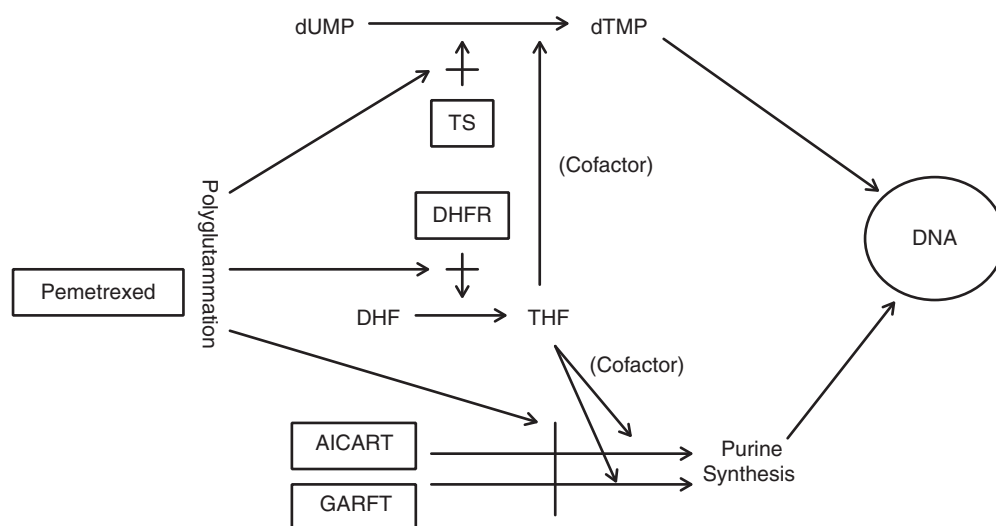 dUMP
dTMP
TS
(Cofactor)
Polyglutammation
DHFR
DNA
Pemetrexed
DHF
THF
(Cofactor)
AICART
Purine
Synthesis
GARFT